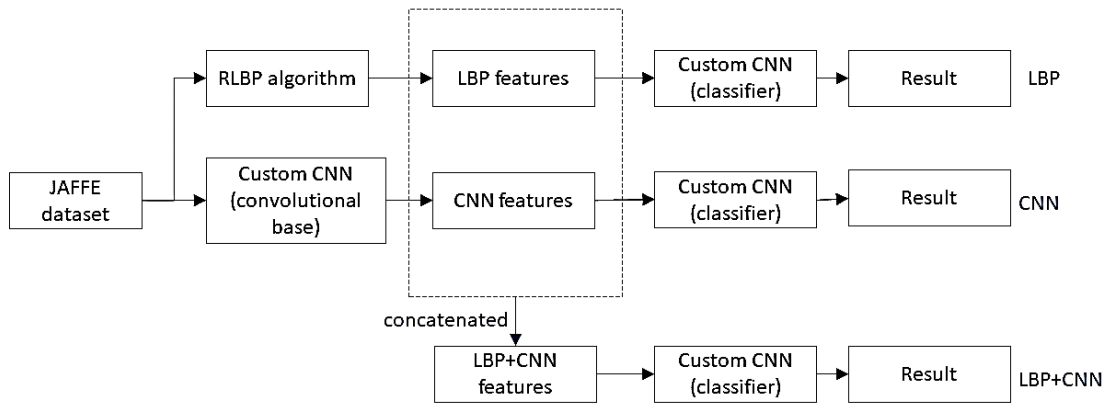 RLBP algorithm
LBP features
Custom CNN
(classifier)
Result
LBP
JAFFE
dataset
Custom CNN
(convolutional
base)
CNN features
Custom CNN
(classifier)
Result
CNN
concatenated
LBP+CNN
features
Custom CNN
(classifier)
Result
LBP+CNN